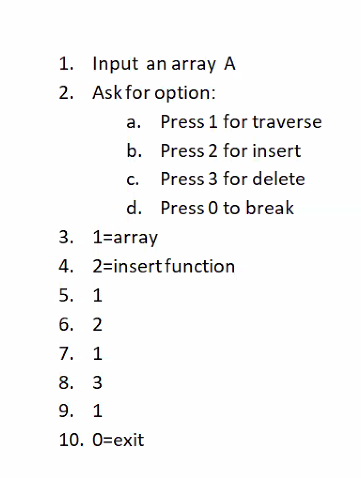 1. Input an array A
2. Ask for option:
a. Press 1 for traverse
b. Press 2 for insert
c. Press 3 for delete
d. Press 0 to break
3. 1=array
4. 2=insert function
5. 1
6. 2
7. 1
8. 3
9. 1
10. 0=exit